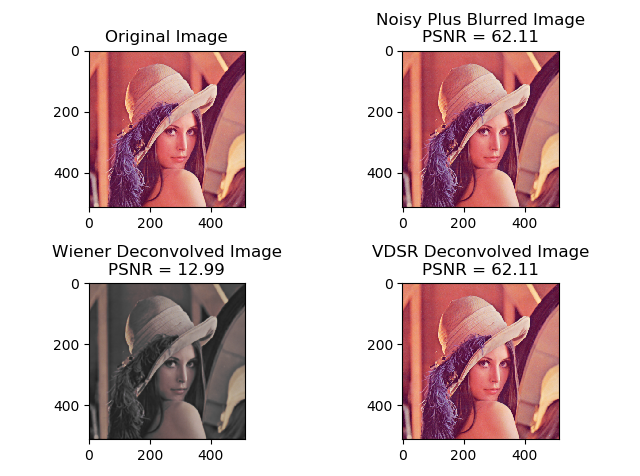 Original Image
0
200
400
0 200 400
Noisy Plus Blurred Image
PSNR = 62.11
0
200
400
0 200 400
Wiener Deconvolved Image
PSNR = 12.99
0
200
400
0 200 400
VDSR Deconvolved Image
PSNR = 62.11
0
200
400
0 200 400